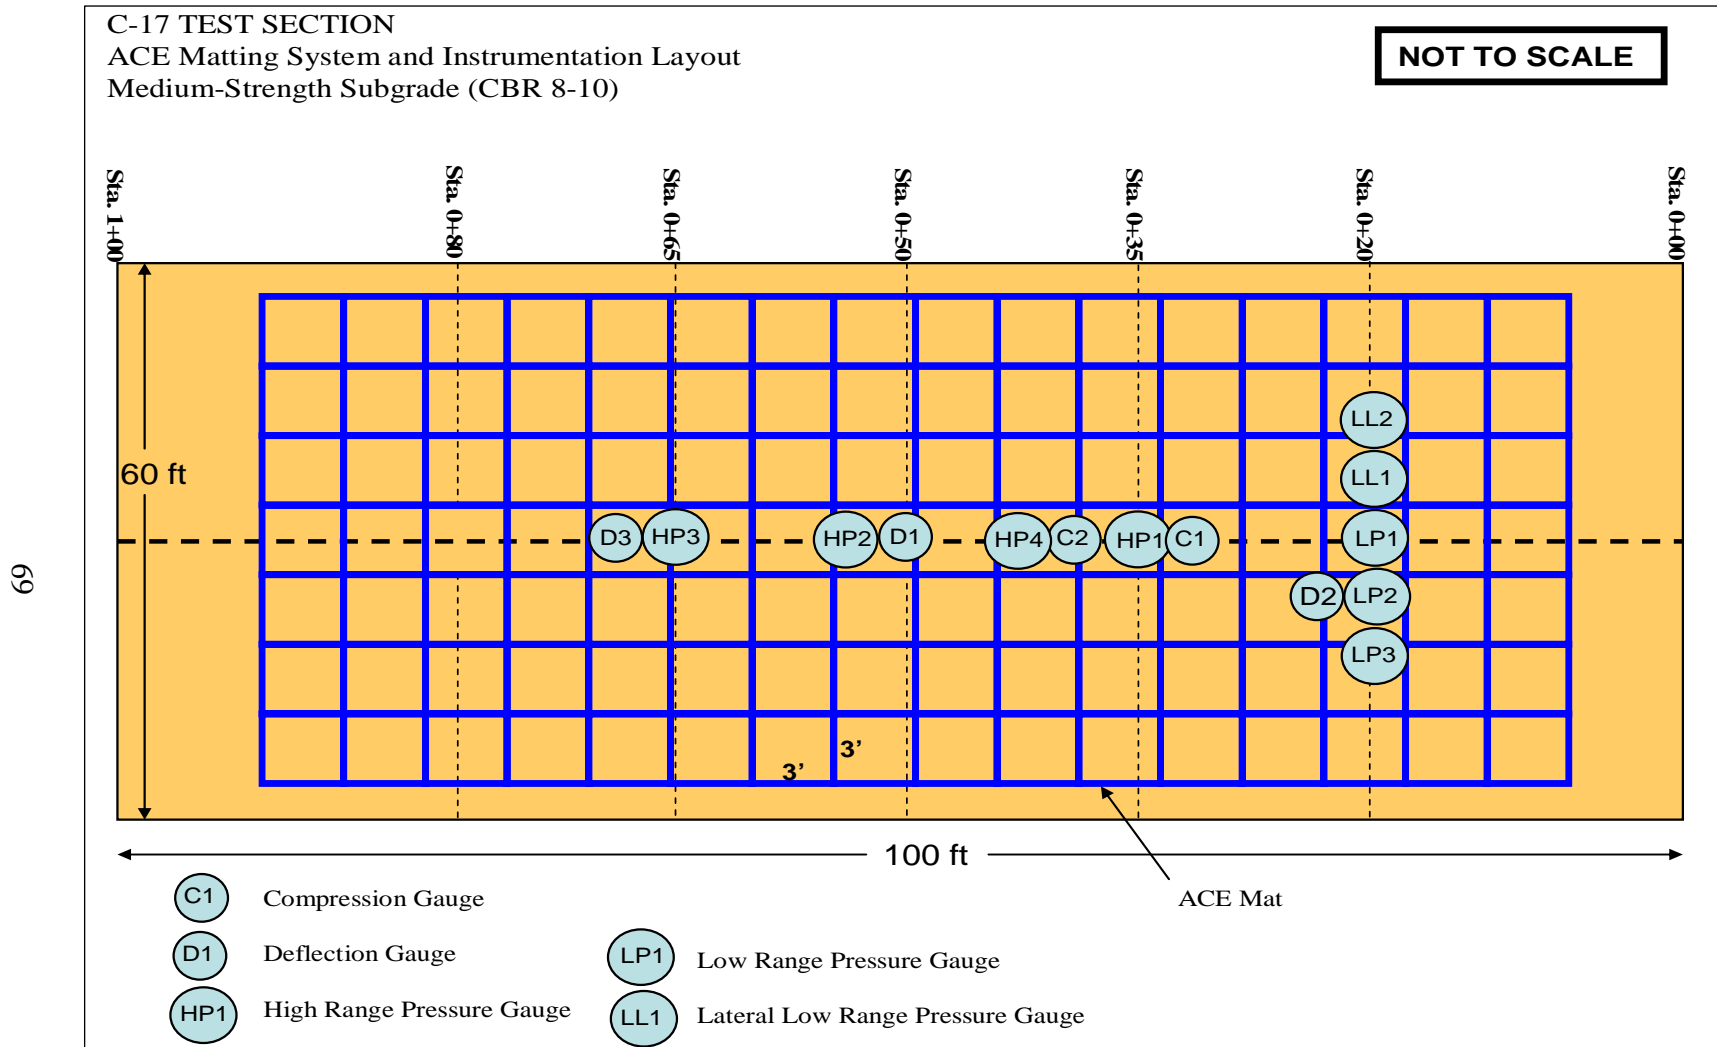 C-17 TEST SECTION
ACE Matting System and Instrumentation Layout
Medium-Strength Subgrade (CBR 8-10)
NOT TO SCALE
Sta. 1+00
Sta. 0+80
Sta. 0+65
Sta. 0+50
Sta. 0+35
Sta. 0+20
Sta. 0+00
LL2
60 ft
LL1
D3
HP3
HP2
D1
HP4
C2
HP1
C1
LP1
D2
LP2
LP3
3’
3’
100 ft
ACE Mat
C1 Compression Gauge
D1 Deflection Gauge
HP1 High Range Pressure Gauge
LP1 Low Range Pressure Gauge
LL1 Lateral Low Range Pressure Gauge
69